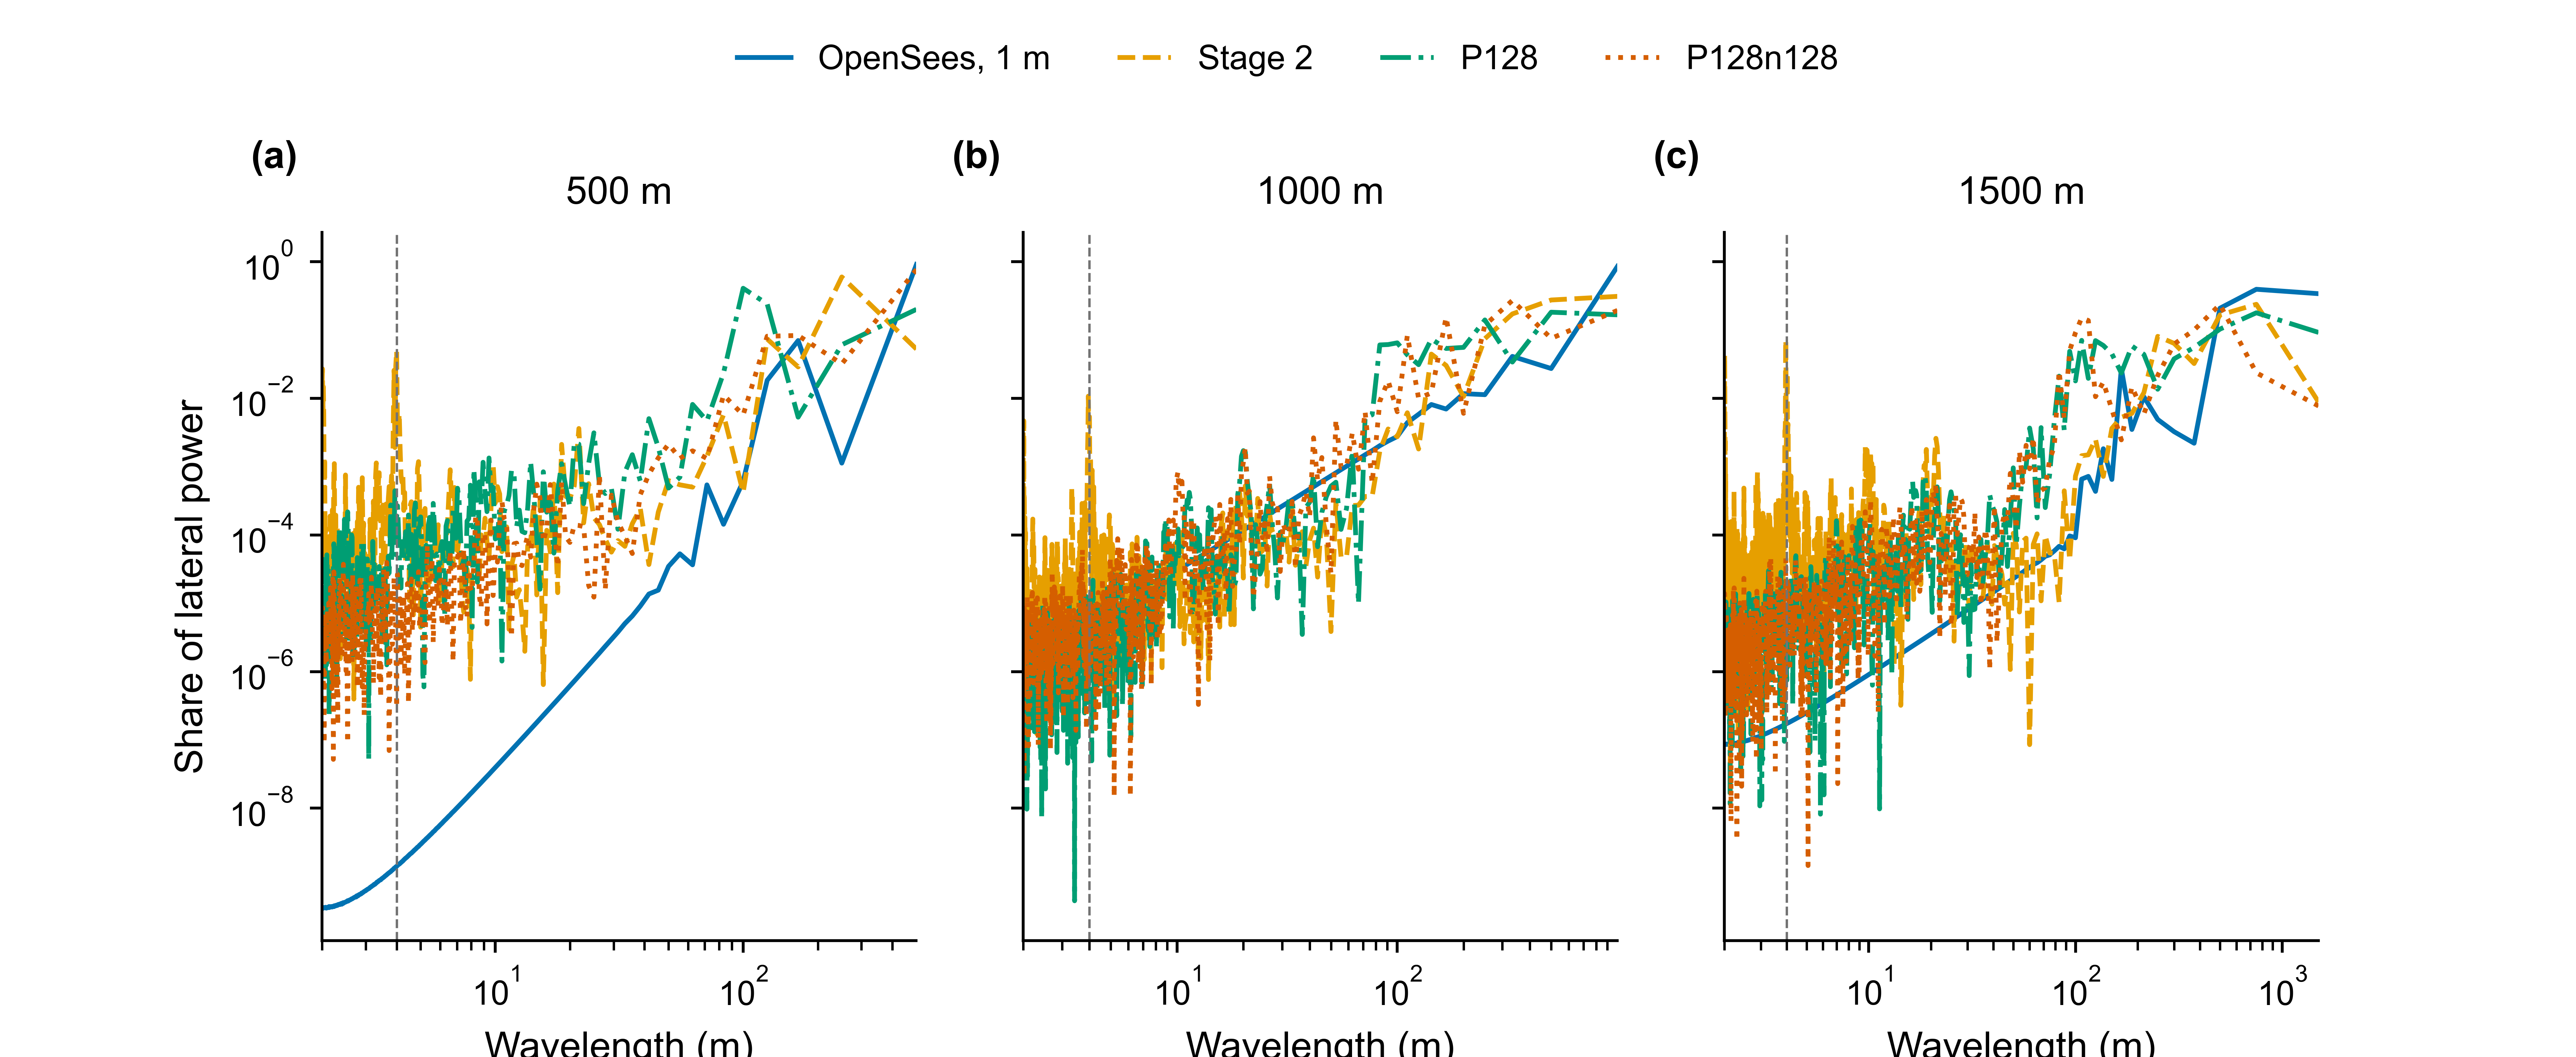 OpenSees, 1 m Stage 2 P128 P128n128
(a) (b) (c)
500 m 1000 m 1500 m
Share of lateral power
10^0
10^−2
10^−4
10^−6
10^−8
10^1 10^2 10^1 10^2 10^1 10^2 10^3
Wavelength (m) Wavelength (m) Wavelength (m)